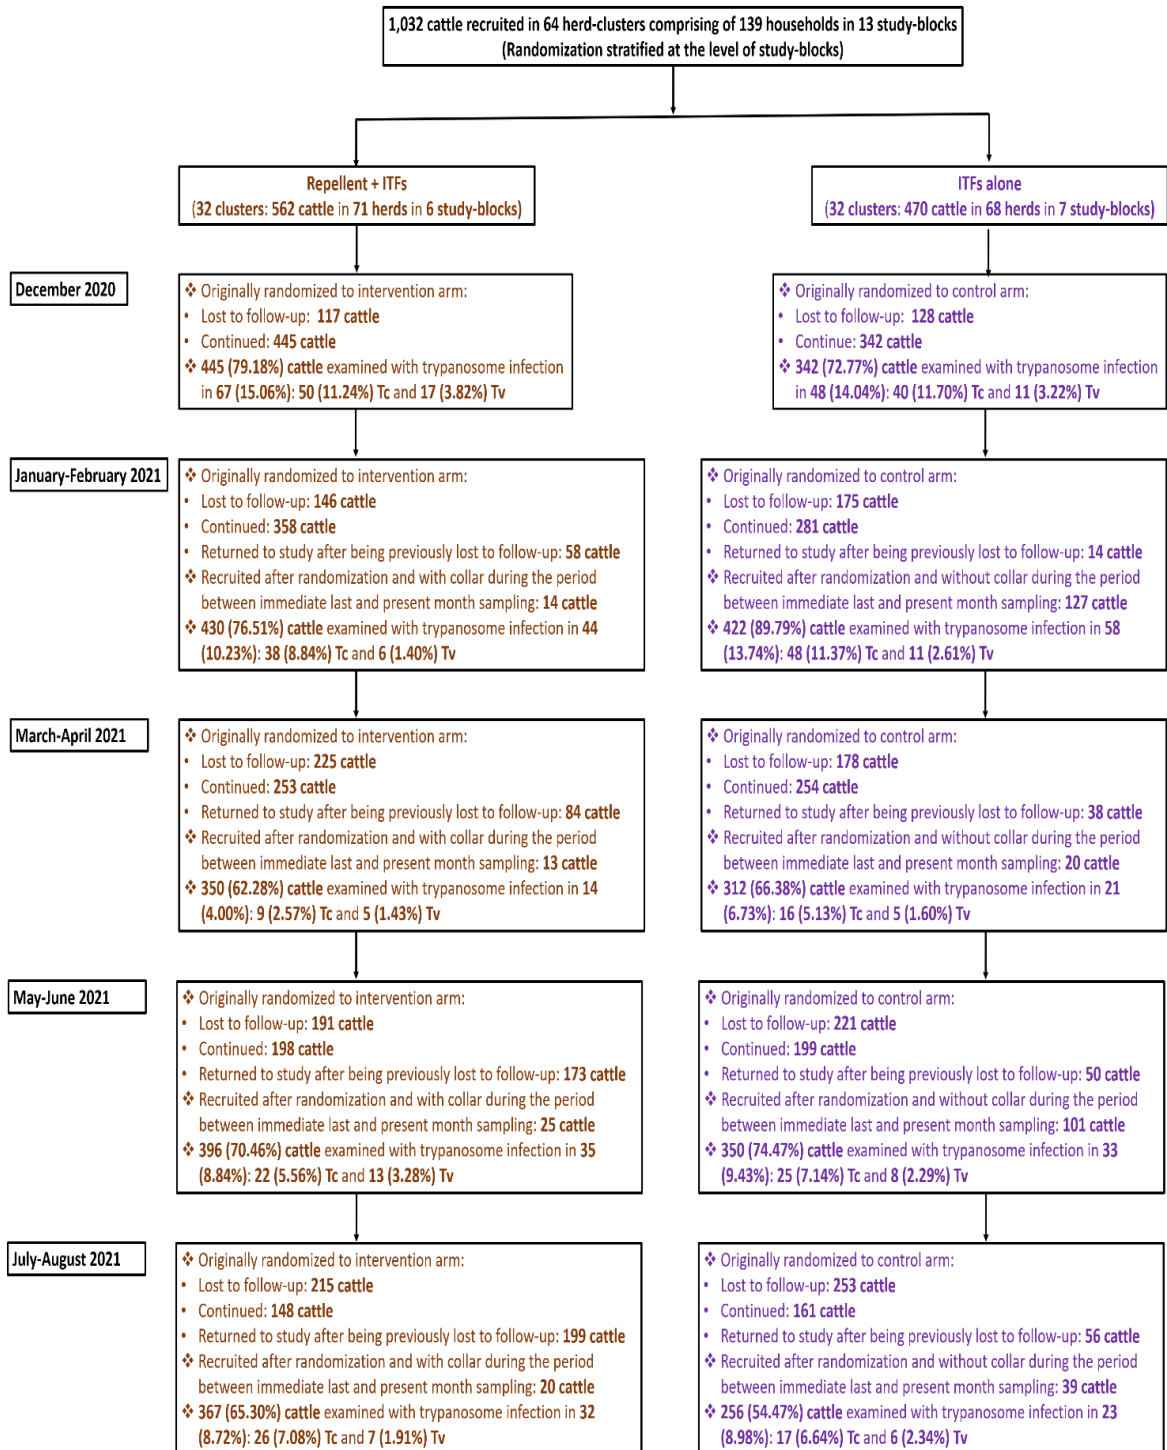 1,032 cattle recruited in 64 herd-clusters comprising of 139 households in 13 study-blocks
(Randomization stratified at the level of study-blocks)
Repellent + ITFs
(32 clusters: 562 cattle in 71 herds in 6 study-blocks)
ITFs alone
(32 clusters: 470 cattle in 68 herds in 7 study-blocks)
December 2020
❖ Originally randomized to intervention arm:
• Lost to follow-up: 117 cattle
• Continued: 445 cattle
❖ 445 (79.18%) cattle examined with trypanosome infection
in 67 (15.06%): 50 (11.24%) Tc and 17 (3.82%) Tv
❖ Originally randomized to control arm:
• Lost to follow-up: 128 cattle
• Continue: 342 cattle
❖ 342 (72.77%) cattle examined with trypanosome infection
in 48 (14.04%): 40 (11.70%) Tc and 11 (3.22%) Tv
January-February 2021
❖ Originally randomized to intervention arm:
• Lost to follow-up: 146 cattle
• Continued: 358 cattle
• Returned to study after being previously lost to follow-up: 58 cattle
❖ Recruited after randomization and with collar during the period
between immediate last and present month sampling: 14 cattle
❖ 430 (76.51%) cattle examined with trypanosome infection in 44
(10.23%): 38 (8.84%) Tc and 6 (1.40%) Tv
❖ Originally randomized to control arm:
• Lost to follow-up: 175 cattle
• Continued: 281 cattle
• Returned to study after being previously lost to follow-up: 14 cattle
❖ Recruited after randomization and without collar during the period
between immediate last and present month sampling: 127 cattle
❖ 422 (89.79%) cattle examined with trypanosome infection in 58
(13.74%): 48 (11.37%) Tc and 11 (2.61%) Tv
March-April 2021
❖ Originally randomized to intervention arm:
• Lost to follow-up: 225 cattle
• Continued: 253 cattle
• Returned to study after being previously lost to follow-up: 84 cattle
❖ Recruited after randomization and with collar during the period
between immediate last and present month sampling: 13 cattle
❖ 350 (62.28%) cattle examined with trypanosome infection in 14
(4.00%): 9 (2.57%) Tc and 5 (1.43%) Tv
❖ Originally randomized to control arm:
• Lost to follow-up: 178 cattle
• Continued: 254 cattle
• Returned to study after being previously lost to follow-up: 38 cattle
❖ Recruited after randomization and without collar during the period
between immediate last and present month sampling: 20 cattle
❖ 312 (66.38%) cattle examined with trypanosome infection in 21
(6.73%): 16 (5.13%) Tc and 5 (1.60%) Tv
May-June 2021
❖ Originally randomized to intervention arm:
• Lost to follow-up: 191 cattle
• Continued: 198 cattle
• Returned to study after being previously lost to follow-up: 173 cattle
❖ Recruited after randomization and with collar during the period
between immediate last and present month sampling: 25 cattle
❖ 396 (70.46%) cattle examined with trypanosome infection in 35
(8.84%): 22 (5.56%) Tc and 13 (3.28%) Tv
❖ Originally randomized to control arm:
• Lost to follow-up: 221 cattle
• Continued: 199 cattle
• Returned to study after being previously lost to follow-up: 50 cattle
❖ Recruited after randomization and without collar during the period
between immediate last and present month sampling: 101 cattle
❖ 350 (74.47%) cattle examined with trypanosome infection in 33
(9.43%): 25 (7.14%) Tc and 8 (2.29%) Tv
July-August 2021
❖ Originally randomized to intervention arm:
• Lost to follow-up: 215 cattle
• Continued: 148 cattle
• Returned to study after being previously lost to follow-up: 199 cattle
❖ Recruited after randomization and with collar during the period
between immediate last and present month sampling: 20 cattle
❖ 367 (65.30%) cattle examined with trypanosome infection in 32
(8.72%): 26 (7.08%) Tc and 7 (1.91%) Tv
❖ Originally randomized to control arm:
• Lost to follow-up: 253 cattle
• Continued: 161 cattle
• Returned to study after being previously lost to follow-up: 56 cattle
❖ Recruited after randomization and without collar during the period
between immediate last and present month sampling: 39 cattle
❖ 256 (54.47%) cattle examined with trypanosome infection in 23
(8.98%): 17 (6.64%) Tc and 6 (2.34%) Tv